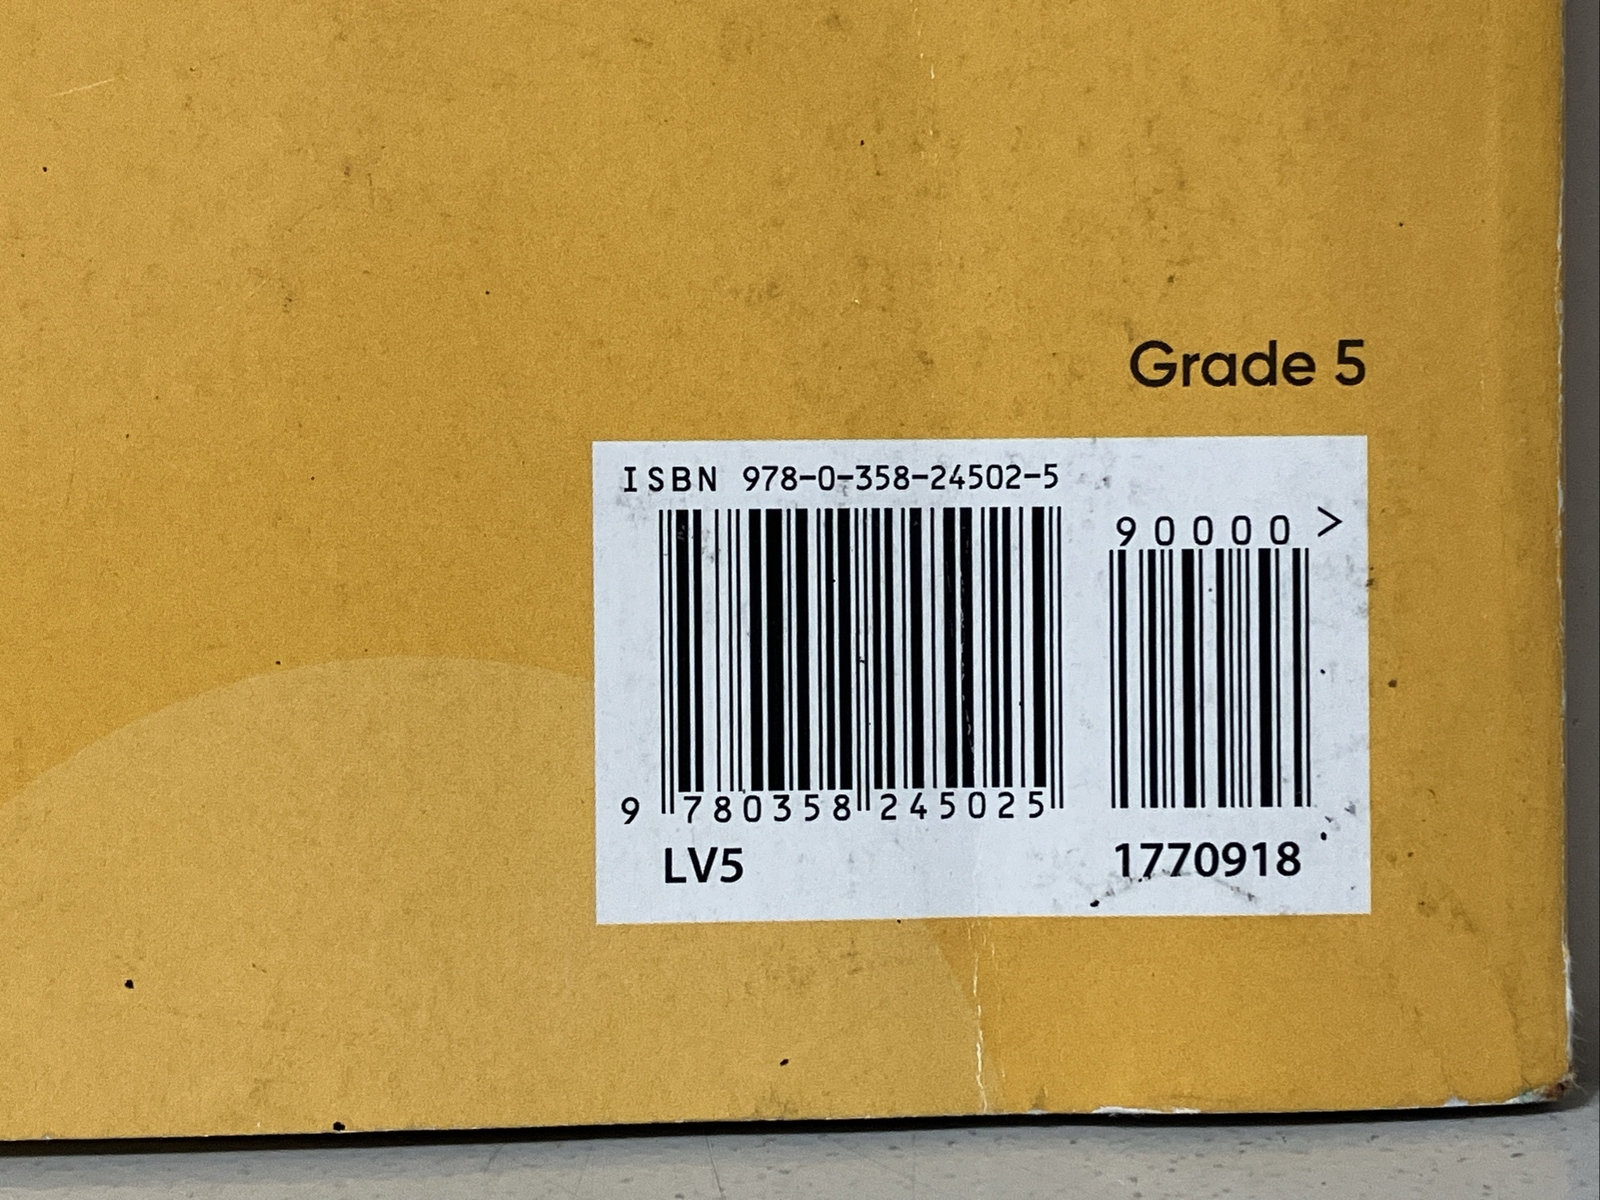 Grade 5
ISBN 978-0-358-24502-5
90000>
9 780358 245025
LV5 1770918